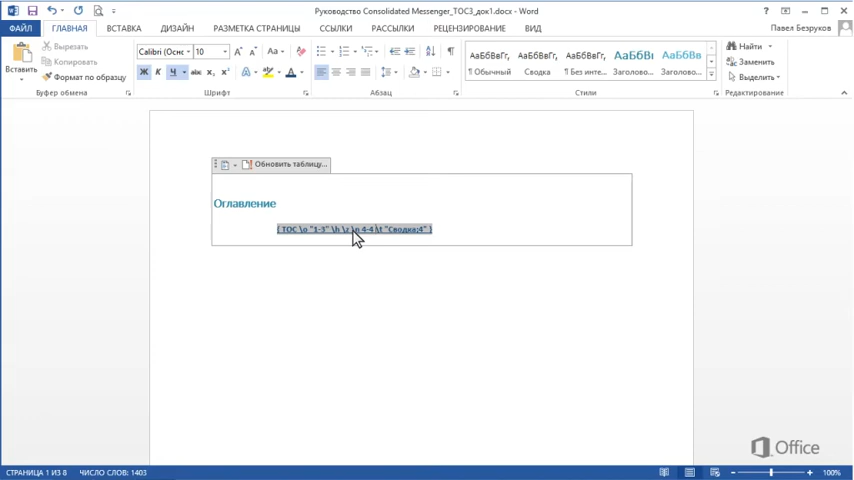 Руководство Consolidated Messenger_TOC3_док1.docx - Word
ФАЙЛ ГЛАВНАЯ ВСТАВКА ДИЗАЙН РАЗМЕТКА СТРАНИЦЫ ССЫЛКИ РАССЫЛКИ РЕЦЕНЗИРОВАНИЕ ВИД Павел Безруков
Вставить
Вырезать
Копировать
Формат по образцу
Буфер обмена
Calibri (Осно 10
Ж К Ч abc x₂ x²
Шрифт
Абзац
АаБбВвГг, АаБбВвГг, АаБбВвГг, АаБбВı АаБбВвГ
¶ Обычный Сводка ¶ Без инте... Заголово... Заголово...
Стили
Найти
Заменить
Выделить
Редактирование
Обновить таблицу...
Оглавление
{ TOC \o "1-3" \h \z \n 4-4 \t "Сводка;4" }
Office
СТРАНИЦА 1 ИЗ 8 ЧИСЛО СЛОВ: 1403 100%